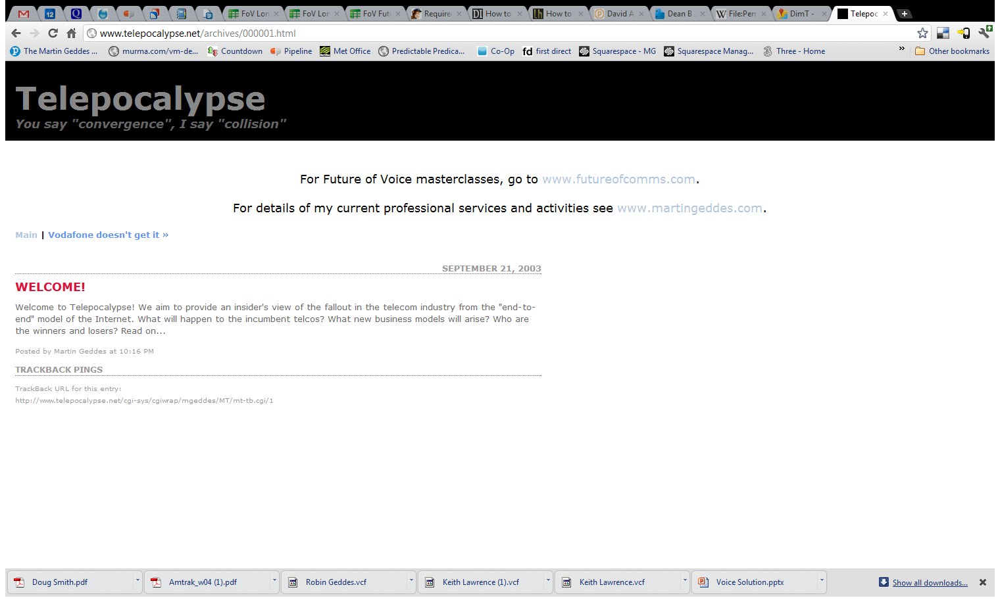 12 Q FoV Lon FoV Lor FoV Futu Require How to How to David A Dean B File:Pen DimT - Telepoc
www.telepocalypse.net/archives/000001.html
The Martin Geddes ... murma.com/vm-de... Countdown Pipeline Met Office Predictable Predica... Co-Op fd first direct Squarespace - MG Squarespace Manag... Three - Home » Other bookmarks
Telepocalypse
You say "convergence", I say "collision"
For Future of Voice masterclasses, go to www.futureofcomms.com.
For details of my current professional services and activities see www.martingeddes.com.
Main | Vodafone doesn't get it »
SEPTEMBER 21, 2003
WELCOME!
Welcome to Telepocalypse! We aim to provide an insider's view of the fallout in the telecom industry from the "end-to-
end" model of the Internet. What will happen to the incumbent telcos? What new business models will arise? Who are
the winners and losers? Read on...
Posted by Martin Geddes at 10:16 PM
TRACKBACK PINGS
TrackBack URL for this entry:
http://www.telepocalypse.net/cgi-sys/cgiwrap/mgeddes/MT/mt-tb.cgi/1
Doug Smith.pdf Amtrak_w04 (1).pdf Robin Geddes.vcf Keith Lawrence (1).vcf Keith Lawrence.vcf Voice Solution.pptx Show all downloads...